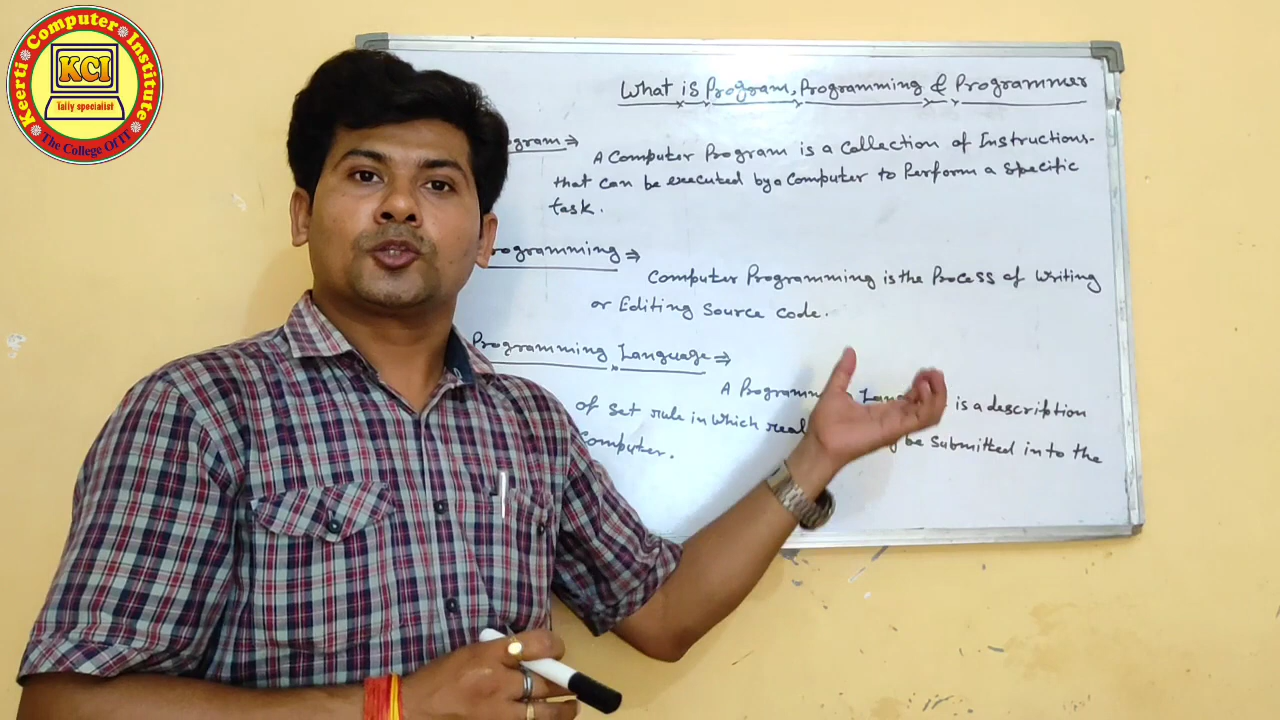 Keerti Computer Institute
KCI
Tally specialist
The College Of IT
What is Program, Programming & Programmer
ogram ⇒
A Computer Program is a collection of Instructions-
that can be executed by a Computer to Perform a specific
task.
rogramming ⇒
Computer Programming is the Process of Writing
or Editing Source code.
Programming Language ⇒
A Programm Lang is a description
of set rule in which real be submitted in to the
Computer.